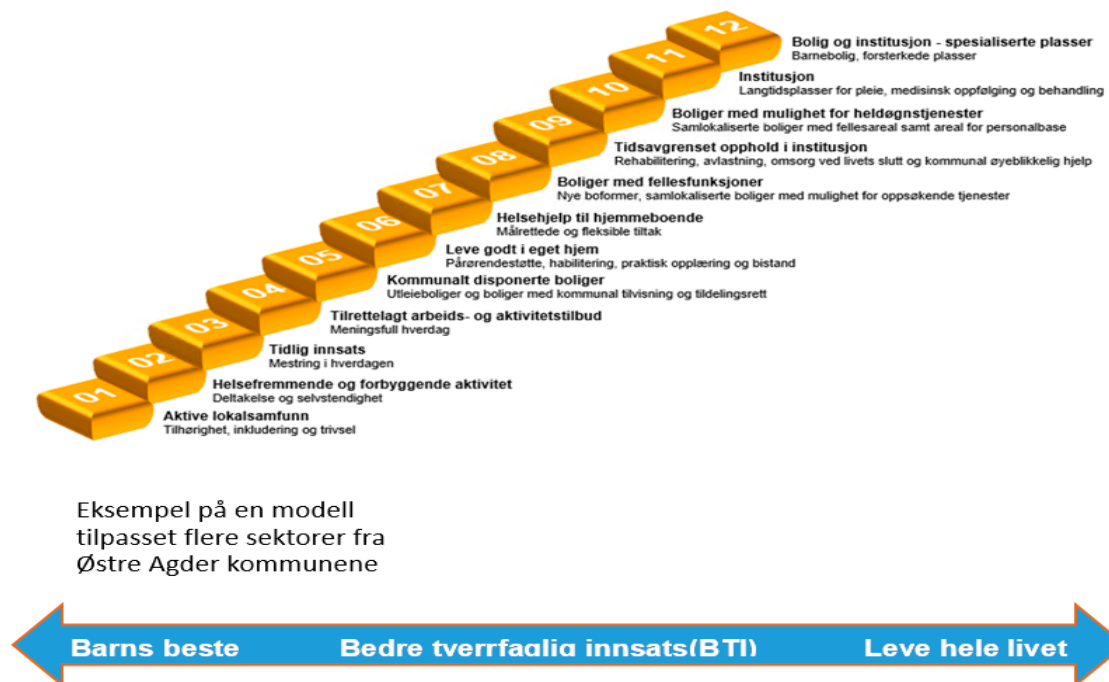 12
Bolig og institusjon - spesialiserte plasser
Barnebolig, forsterkede plasser
11
Institusjon
Langtidsplasser for pleie, medisinsk oppfølging og behandling
10
Boliger med mulighet for heldøgnstjenester
Samlokaliserte boliger med fellesareal samt areal for personalbase
09
Tidsavgrenset opphold i institusjon
Rehabilitering, avlastning, omsorg ved livets slutt og kommunal øyeblikkelig hjelp
08
Boliger med fellesfunksjoner
Nye boformer, samlokaliserte boliger med mulighet for oppsøkende tjenester
07
Helsehjelp til hjemmeboende
Målrettede og fleksible tiltak
06
Leve godt i eget hjem
Pårørendestøtte, habilitering, praktisk opplæring og bistand
05
Kommunalt disponerte boliger
Utleieboliger og boliger med kommunal tilvisning og tildelingsrett
04
Tilrettelagt arbeids- og aktivitetstilbud
Meningsfull hverdag
03
Tidlig innsats
Mestring i hverdagen
02
Helsefremmende og forbyggende aktivitet
Deltakelse og selvstendighet
01
Aktive lokalsamfunn
Tilhørighet, inkludering og trivsel
Eksempel på en modell
tilpasset flere sektorer fra
Østre Agder kommunene
Barns beste Bedre tverrfaglig innsats(BTI) Leve hele livet